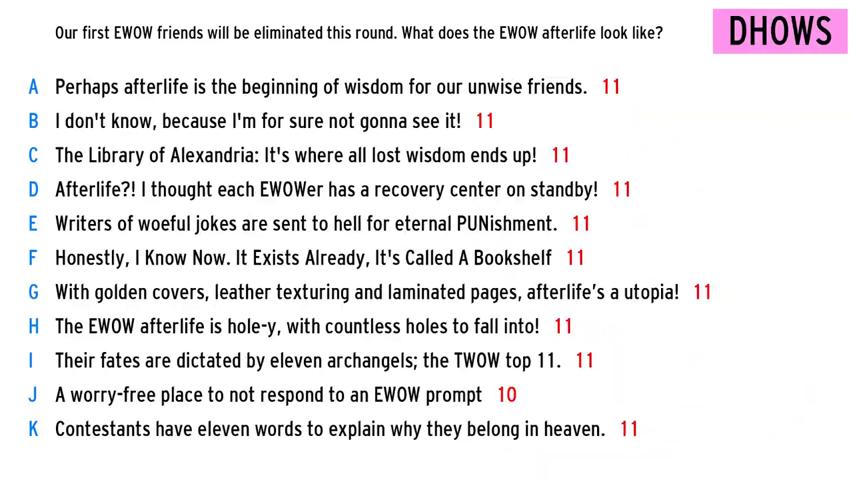 Our first EWOW friends will be eliminated this round. What does the EWOW afterlife look like?
DHOWS
A Perhaps afterlife is the beginning of wisdom for our unwise friends. 11
B I don't know, because I'm for sure not gonna see it! 11
C The Library of Alexandria: It's where all lost wisdom ends up! 11
D Afterlife?! I thought each EWOWer has a recovery center on standby! 11
E Writers of woeful jokes are sent to hell for eternal PUNishment. 11
F Honestly, I Know Now. It Exists Already, It's Called A Bookshelf 11
G With golden covers, leather texturing and laminated pages, afterlife’s a utopia! 11
H The EWOW afterlife is hole-y, with countless holes to fall into! 11
I Their fates are dictated by eleven archangels; the TWOW top 11. 11
J A worry-free place to not respond to an EWOW prompt 10
K Contestants have eleven words to explain why they belong in heaven. 11